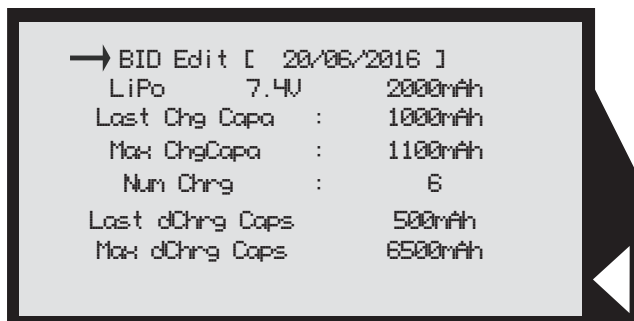 BID Edit [ 20/06/2016 ]
LiPo 7.4V 2000mAh
Last Chg Capa : 1000mAh
Max ChgCapa : 1100mAh
Num Chrg : 6
Last dChrg Caps 500mAh
Max dChrg Caps 6500mAh